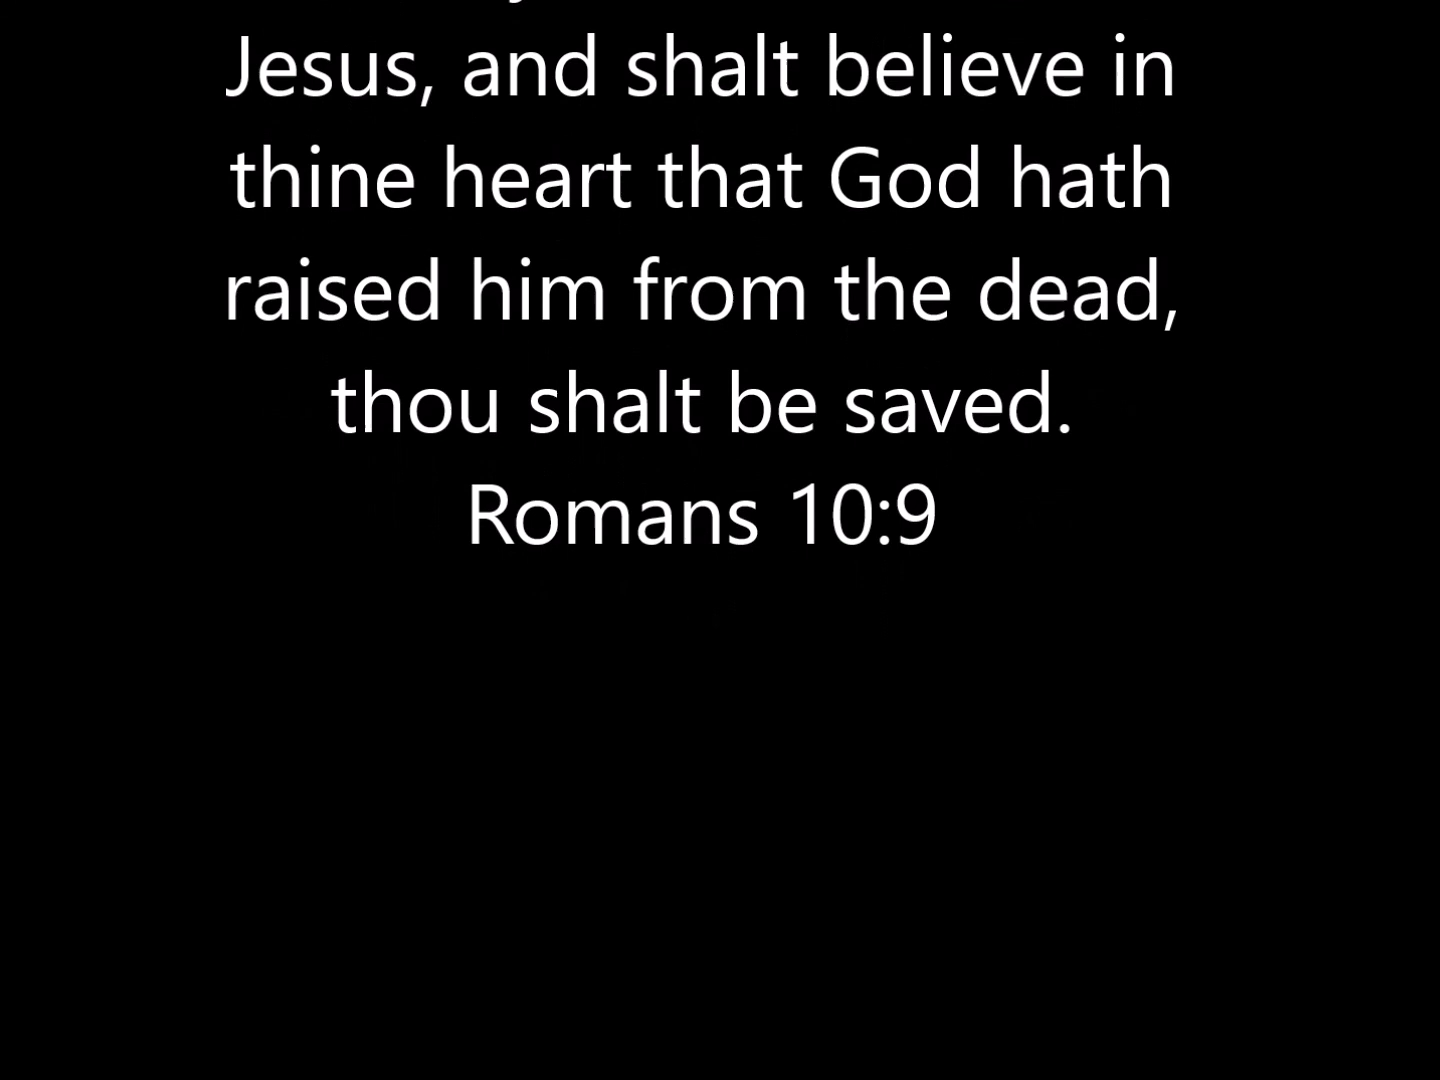 Jesus, and shalt believe in
thine heart that God hath
raised him from the dead,
thou shalt be saved.
Romans 10:9